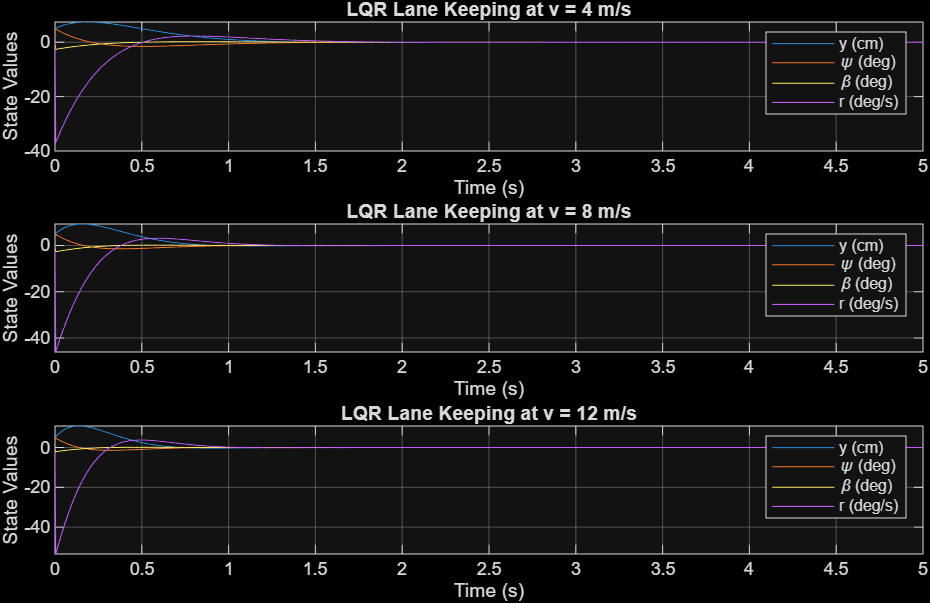 LQR Lane Keeping at v = 4 m/s
State Values
0
-20
-40
y (cm)
ψ (deg)
β (deg)
r (deg/s)
0 0.5 1 1.5 2 2.5 3 3.5 4 4.5 5
Time (s)
LQR Lane Keeping at v = 8 m/s
State Values
0
-20
-40
y (cm)
ψ (deg)
β (deg)
r (deg/s)
0 0.5 1 1.5 2 2.5 3 3.5 4 4.5 5
Time (s)
LQR Lane Keeping at v = 12 m/s
State Values
0
-20
-40
y (cm)
ψ (deg)
β (deg)
r (deg/s)
0 0.5 1 1.5 2 2.5 3 3.5 4 4.5 5
Time (s)